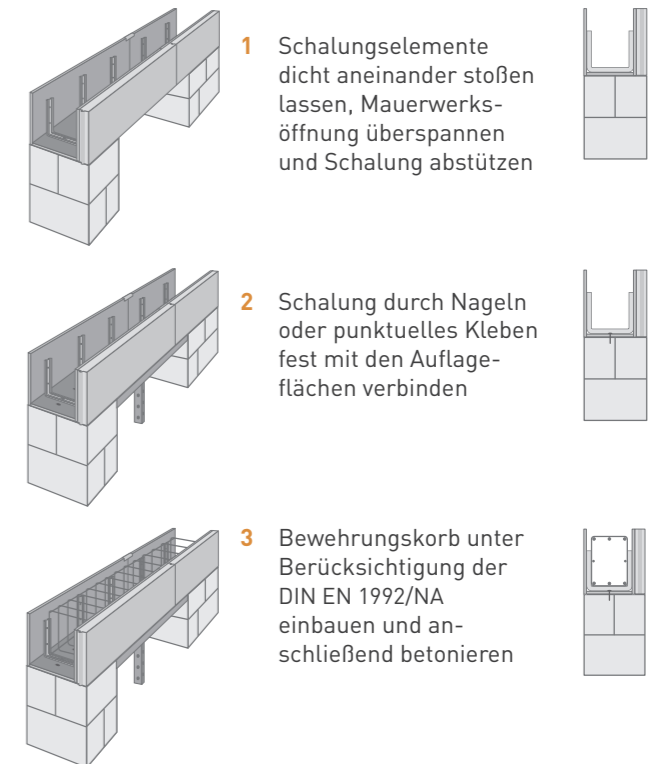 1 Schalungselemente
dicht aneinander stoßen
lassen, Mauerwerks-
öffnung überspannen
und Schalung abstützen
2 Schalung durch Nageln
oder punktuelles Kleben
fest mit den Auflage-
flächen verbinden
3 Bewehrungskorb unter
Berücksichtigung der
DIN EN 1992/NA
einbauen und an-
schließend betonieren